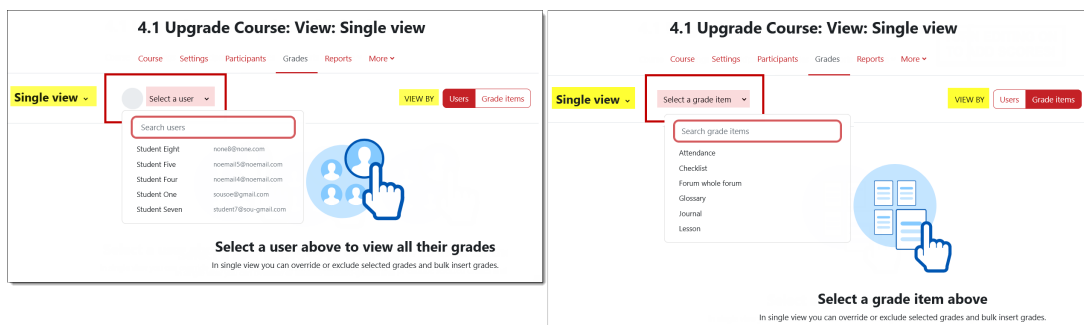 4.1 Upgrade Course: View: Single view
Course Settings Participants Grades Reports More
Single view
Select a user
VIEW BY Users Grade items
Search users
Student Eight none8@none.com
Student Five noemail5@noemail.com
Student Four noemail4@noemail.com
Student One sousoe@gmail.com
Student Seven student7@sou-gmail.com
Select a user above to view all their grades
In single view you can override or exclude selected grades and bulk insert grades.
4.1 Upgrade Course: View: Single view
Course Settings Participants Grades Reports More
Single view
Select a grade item
VIEW BY Users Grade items
Search grade items
Attendance
Checklist
Forum whole forum
Glossary
Journal
Lesson
Select a grade item above
In single view you can override or exclude selected grades and bulk insert grades.